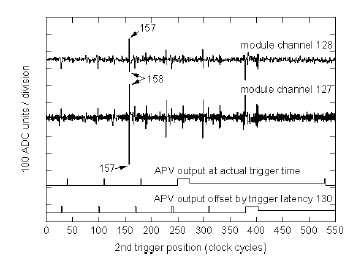 157
module channel 128
158
module channel 127
157
APV output at actual trigger time
APV output offset by trigger latency 130
0 50 100 150 200 250 300 350 400 450 500 550
2nd trigger position (clock cycles)
100 ADC units / division